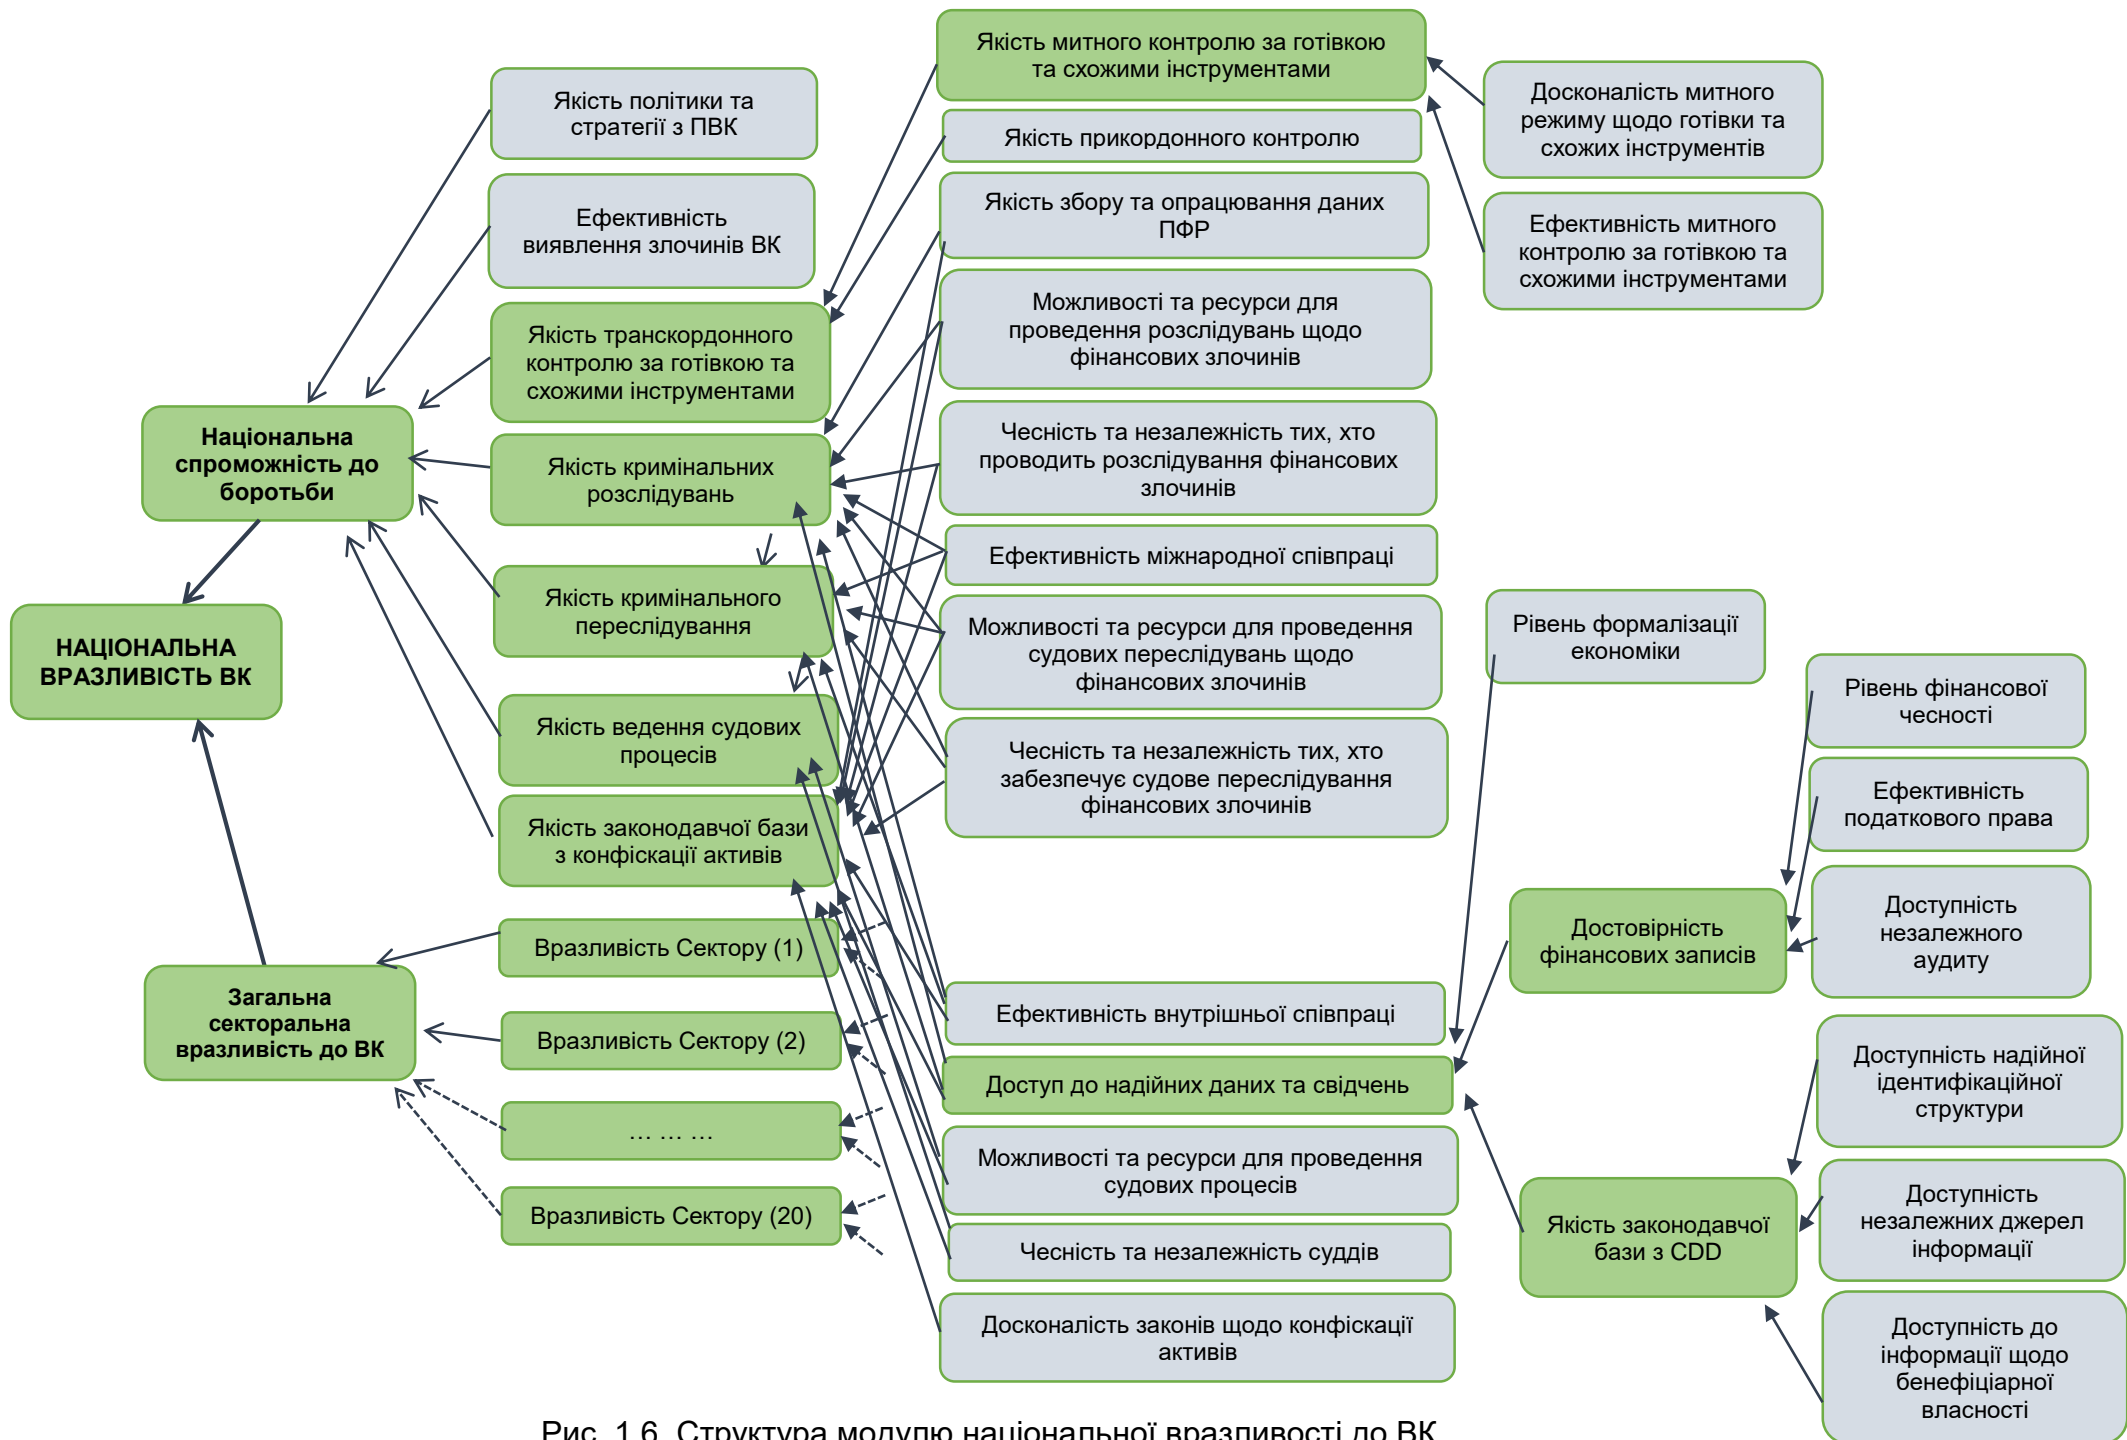 НАЦІОНАЛЬНА
ВРАЗЛИВІСТЬ ВК
Національна
спроможність до
боротьби
Загальна
секторальна
вразливість до ВК
Якість політики та
стратегії з ПВК
Ефективність
виявлення злочинів ВК
Якість транскордонного
контролю за готівкою та
схожими інструментами
Якість кримінальних
розслідувань
Якість кримінального
переслідування
Якість ведення судових
процесів
Якість законодавчої бази
з конфіскації активів
Вразливість Сектору (1)
Вразливість Сектору (2)
… … …
Вразливість Сектору (20)
Якість митного контролю за готівкою
та схожими інструментами
Якість прикордонного контролю
Якість збору та опрацювання даних
ПФР
Можливості та ресурси для
проведення розслідувань щодо
фінансових злочинів
Чесність та незалежність тих, хто
проводить розслідування фінансових
злочинів
Ефективність міжнародної співпраці
Можливості та ресурси для проведення
судових переслідувань щодо
фінансових злочинів
Чесність та незалежність тих, хто
забезпечує судове переслідування
фінансових злочинів
Ефективність внутрішньої співпраці
Доступ до надійних даних та свідчень
Можливості та ресурси для проведення
судових процесів
Чесність та незалежність суддів
Досконалість законів щодо конфіскації
активів
Досконалість митного
режиму щодо готівки та
схожих інструментів
Ефективність митного
контролю за готівкою та
схожими інструментами
Рівень формалізації
економіки
Достовірність
фінансових записів
Якість законодавчої
бази з CDD
Рівень фінансової
чесності
Ефективність
податкового права
Доступність
незалежного
аудиту
Доступність надійної
ідентифікаційної
структури
Доступність
незалежних джерел
інформації
Доступність до
інформації щодо
бенефіціарної
власності
Рис. 1.6. Структура модулю національної вразливості до ВК